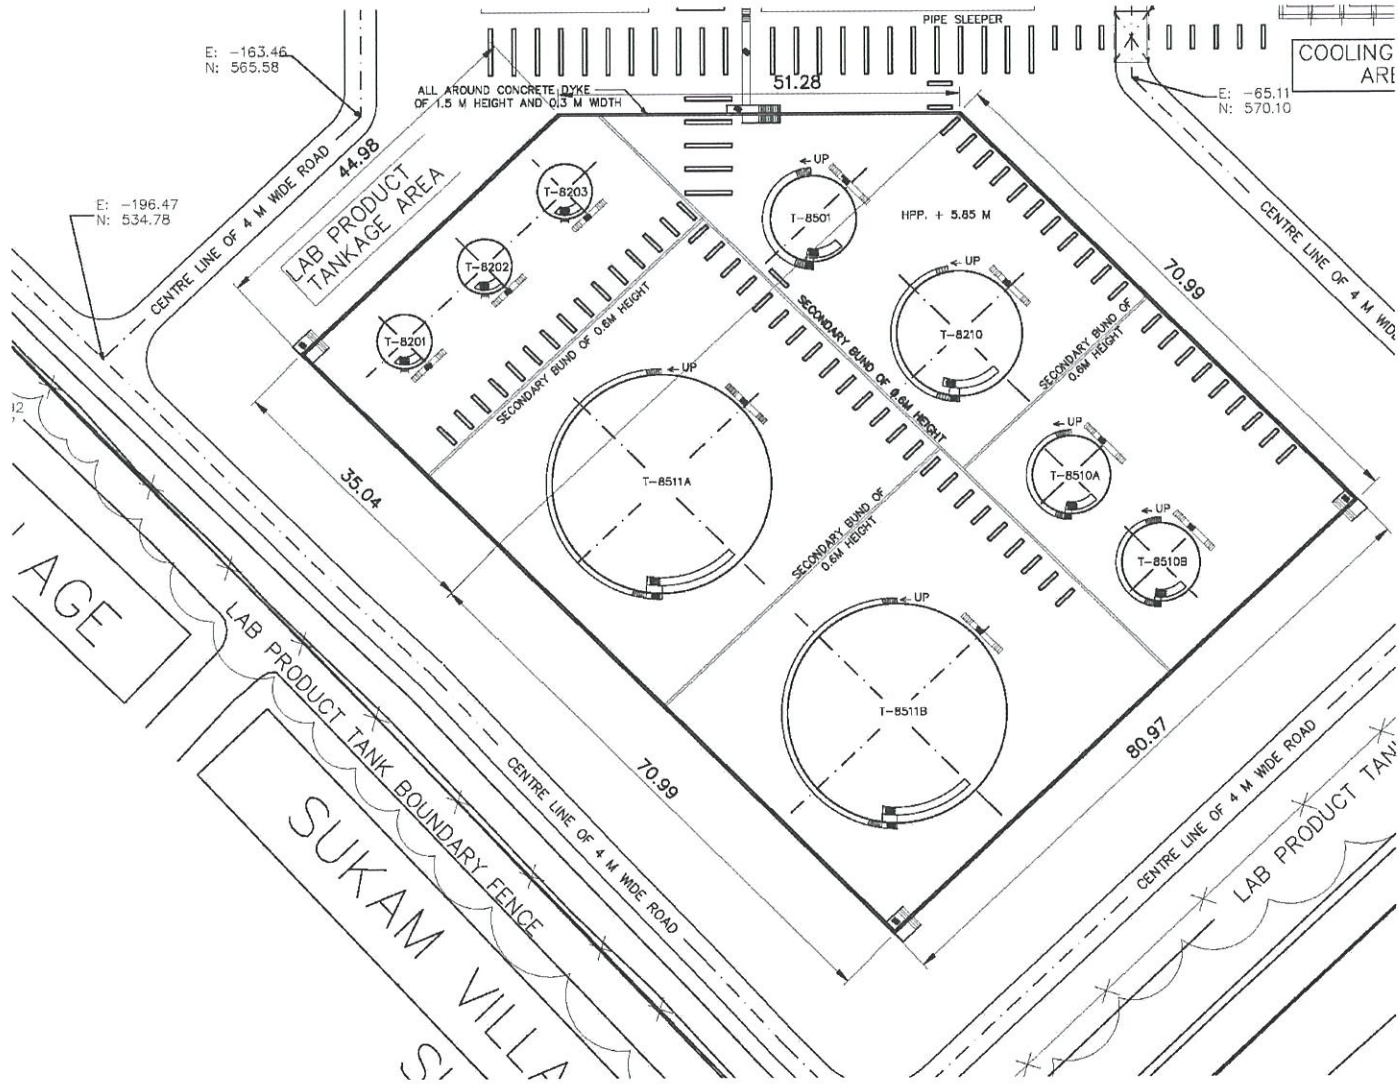 PIPE SLEEPER
COOLING
E: -163.46
N: 565.58
51.28
ALL AROUND CONCRETE DYKE
OF 1.5 M HEIGHT AND 0.3 M WIDTH
E: -65.11
N: 570.10
44.98
LAB PRODUCT
TANKAGE AREA
CENTRE LINE OF 4 M WIDE ROAD
E: -196.47
N: 534.78
T-8203
T-8202
T-8201
UP
T-8501
HPP. + 5.85 M
CENTRE LINE OF 4 M WID
70.99
UP
T-8210
SECONDARY BUND OF 0.6M HEIGHT
SECONDARY BUND OF 0.6M HEIGHT
SECONDARY BUND OF
0.6M HEIGHT
UP
T-8511A
UP
T-8510A
UP
T-8510B
35.04
SECONDARY BUND OF
0.6M HEIGHT
UP
T-8511B
AGE
LAB PRODUCT TANK BOUNDARY FENCE
70.99
80.97
CENTRE LINE OF 4 M WIDE ROAD
CENTRE LINE OF 4 M WIDE ROAD
LAB PRODUCT TAN
SUKAM VILLA